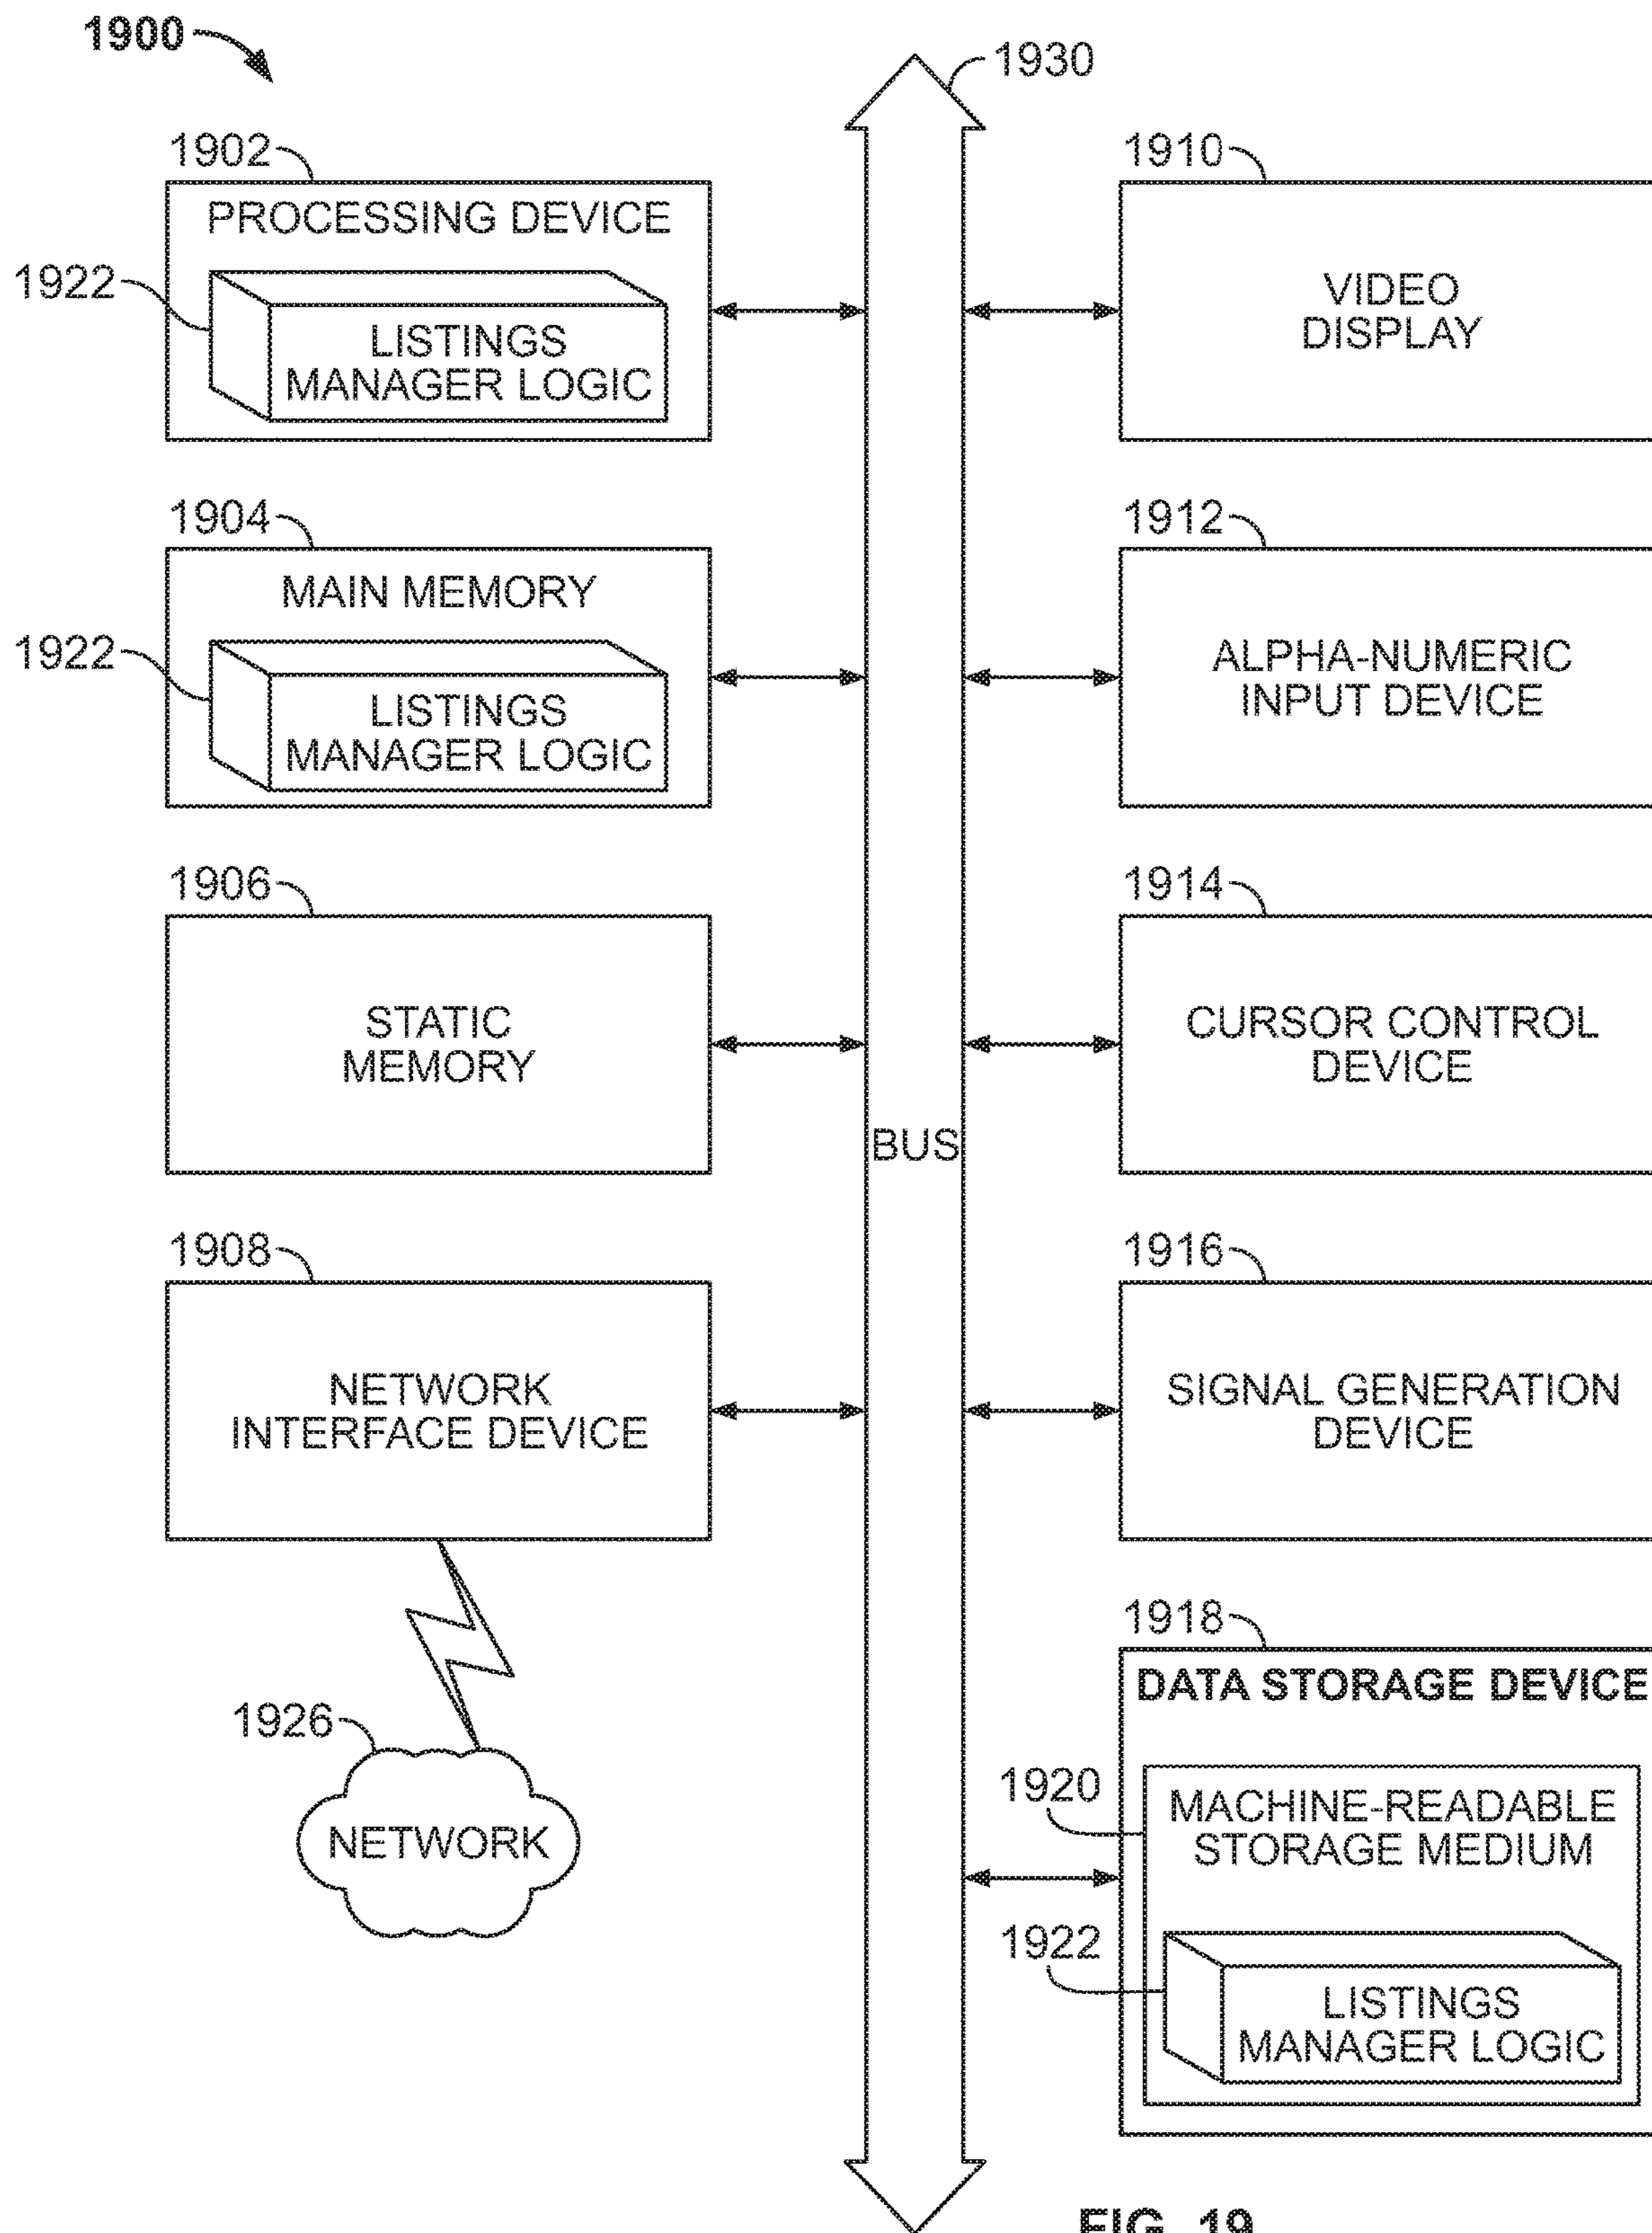 1900
1930
1902
PROCESSING DEVICE
1922
LISTINGS
MANAGER LOGIC
1904
MAIN MEMORY
1922
LISTINGS
MANAGER LOGIC
1906
STATIC
MEMORY
1908
NETWORK
INTERFACE DEVICE
1926
NETWORK
BUS
1910
VIDEO
DISPLAY
1912
ALPHA-NUMERIC
INPUT DEVICE
1914
CURSOR CONTROL
DEVICE
1916
SIGNAL GENERATION
DEVICE
1918
DATA STORAGE DEVICE
1920
MACHINE-READABLE
STORAGE MEDIUM
1922
LISTINGS
MANAGER LOGIC
FIG. 19